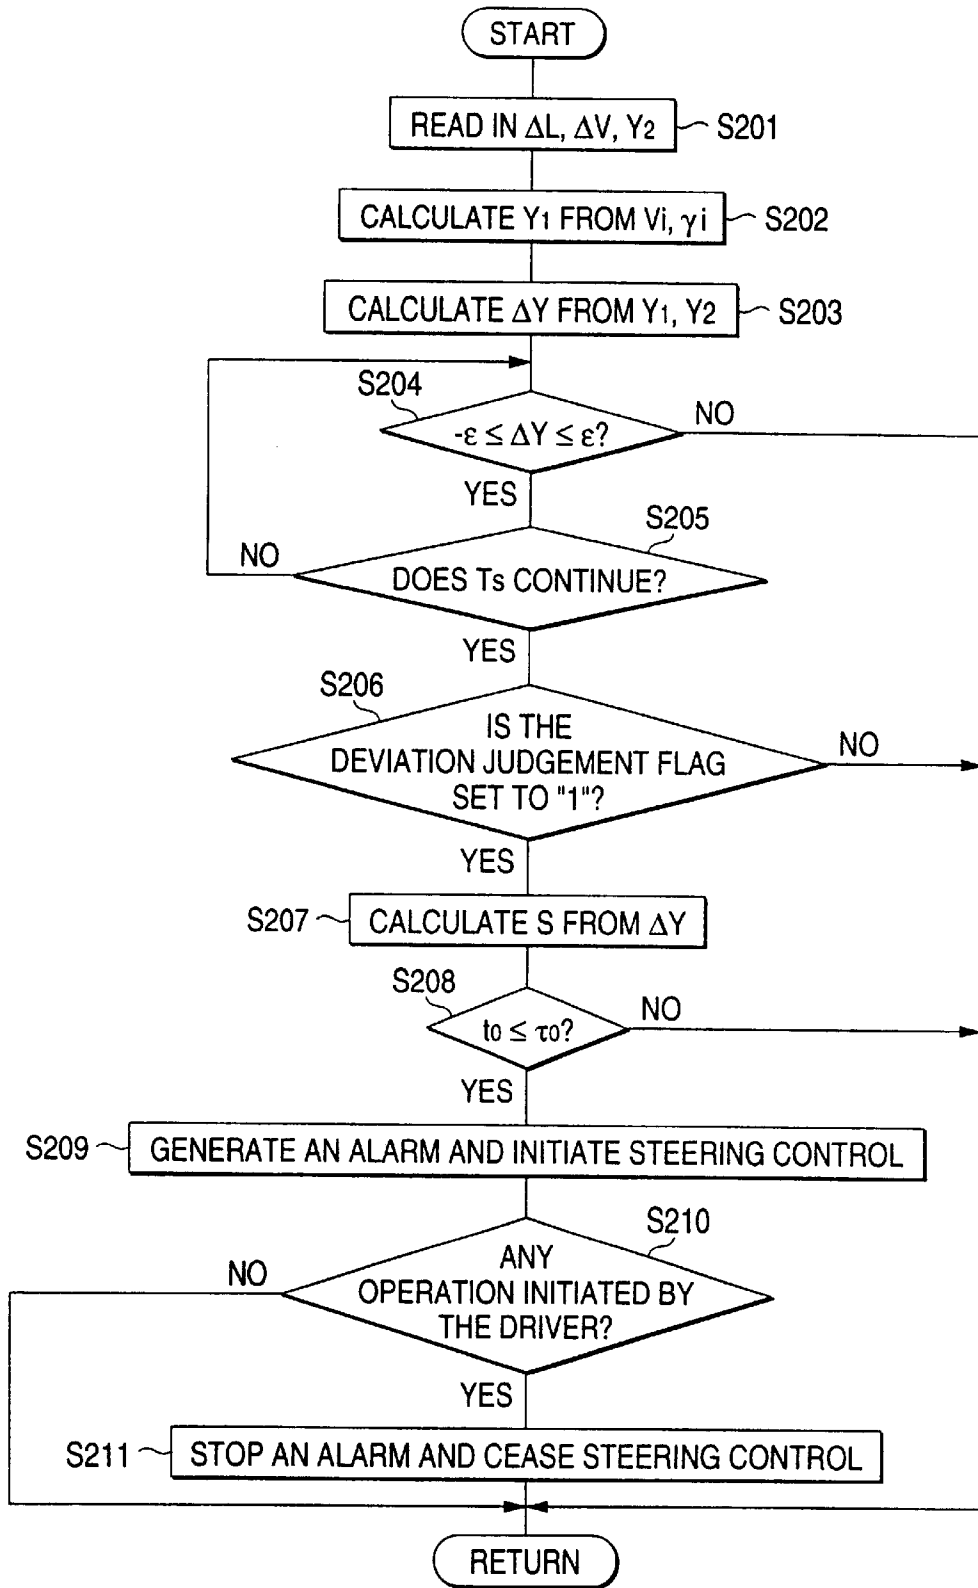 START
READ IN ΔL, ΔV, Y2
S201
CALCULATE Y1 FROM Vi, γi
S202
CALCULATE ΔY FROM Y1, Y2
S203
S204
-ε ≤ ΔY ≤ ε?
NO
YES
S205
NO
DOES Ts CONTINUE?
YES
S206
IS THE
DEVIATION JUDGEMENT FLAG
SET TO "1"?
NO
YES
S207
CALCULATE S FROM ΔY
S208
t0 ≤ τ0?
NO
YES
S209
GENERATE AN ALARM AND INITIATE STEERING CONTROL
S210
NO
ANY
OPERATION INITIATED BY
THE DRIVER?
YES
S211
STOP AN ALARM AND CEASE STEERING CONTROL
RETURN